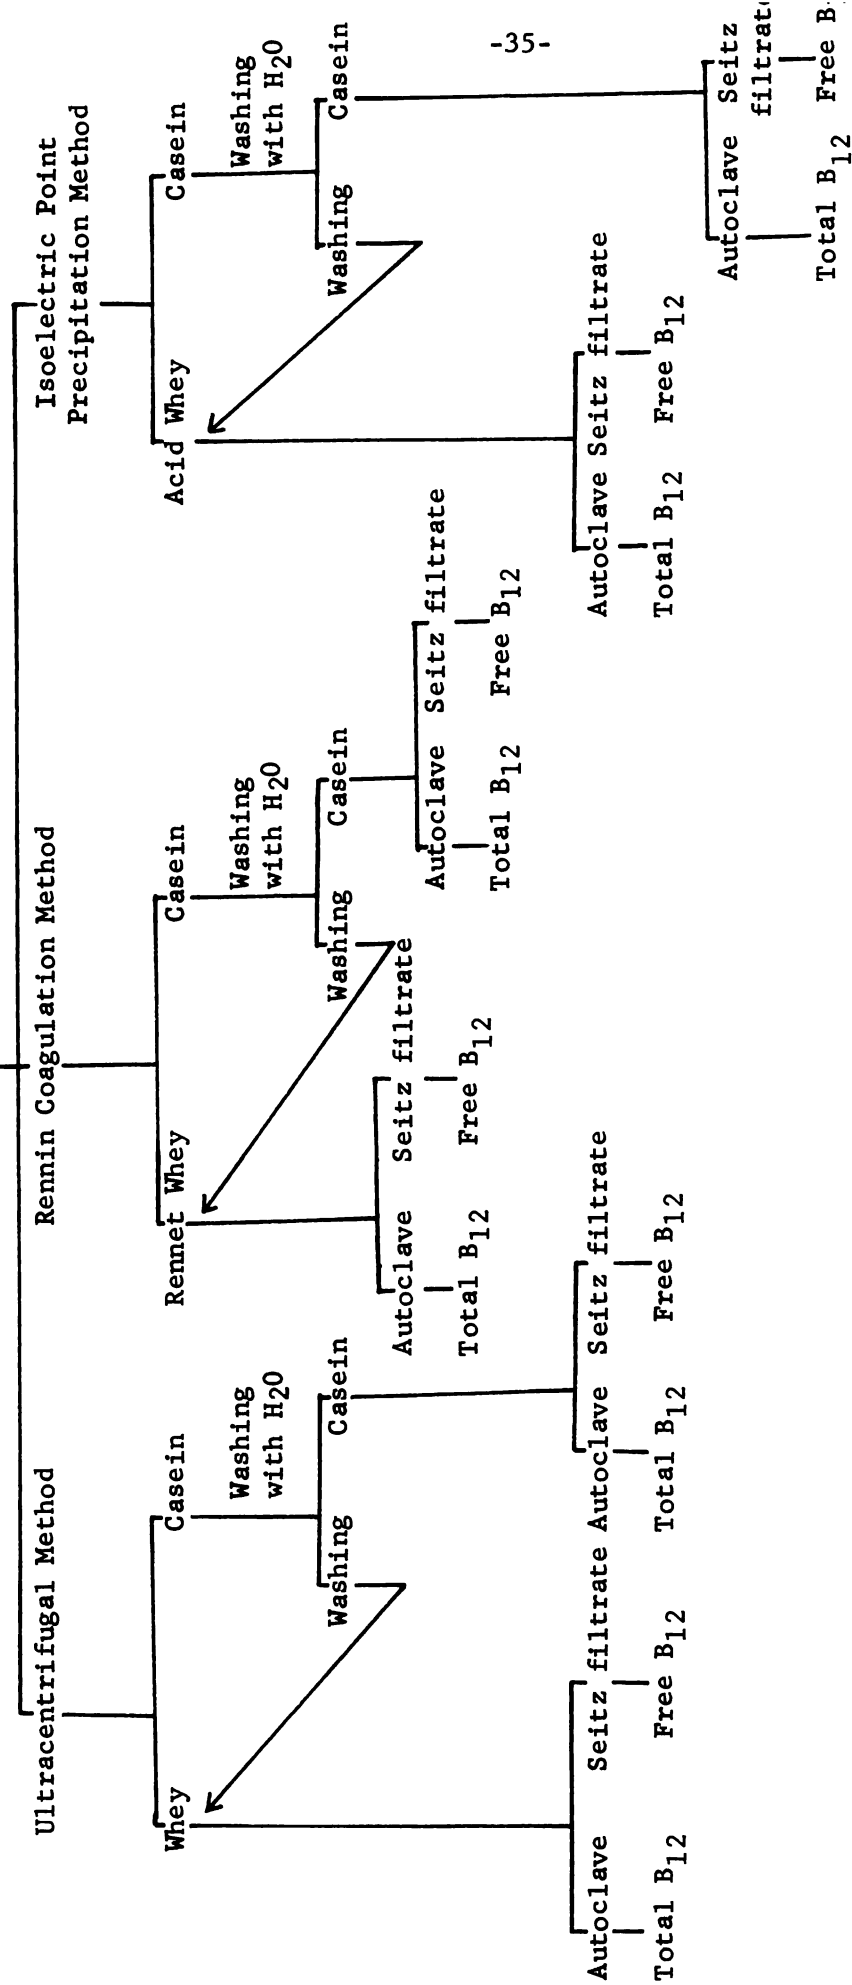 -35-
Ultracentrifugal Method
Whey
Casein
Washing
with H2O
Washing
Casein
Autoclave
Seitz filtrate
Total B12
Free B12
Autoclave
Seitz filtrate
Total B12
Free B12
Rennin Coagulation Method
Rennet Whey
Casein
Washing
with H2O
Washing
Casein
Autoclave
Seitz filtrate
Total B12
Free B12
Autoclave
Seitz filtrate
Total B12
Free B12
Isoelectric Point
Precipitation Method
Acid Whey
Casein
Washing
with H2O
Washing
Casein
Autoclave
Seitz filtrate
Total B12
Free B12
Autoclave
Seitz
Total B12
Free B